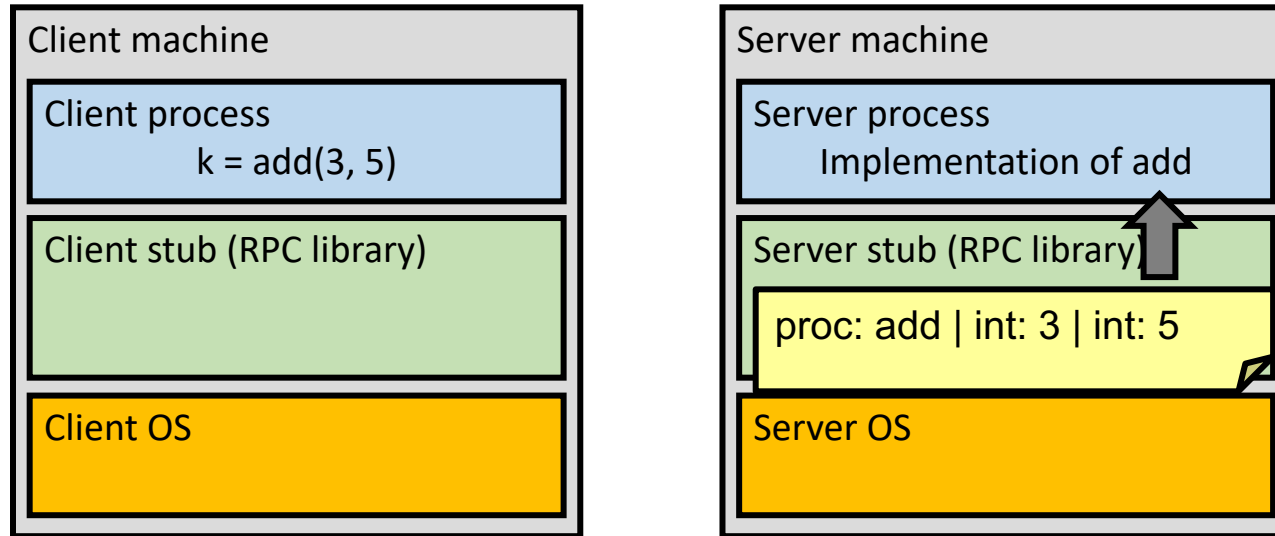 Client machine
Client process
k = add(3, 5)
Client stub (RPC library)
Client OS
Server machine
Server process
Implementation of add
Server stub (RPC library)
proc: add | int: 3 | int: 5
Server OS